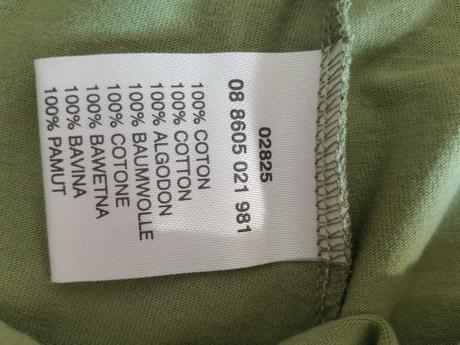 02825
08 8605 021 981
100% COTON
100% COTTON
100% ALGODON
100% BAUMWOLLE
100% COTONE
100% BAWETNA
100% BAVINA
100% PAMUT